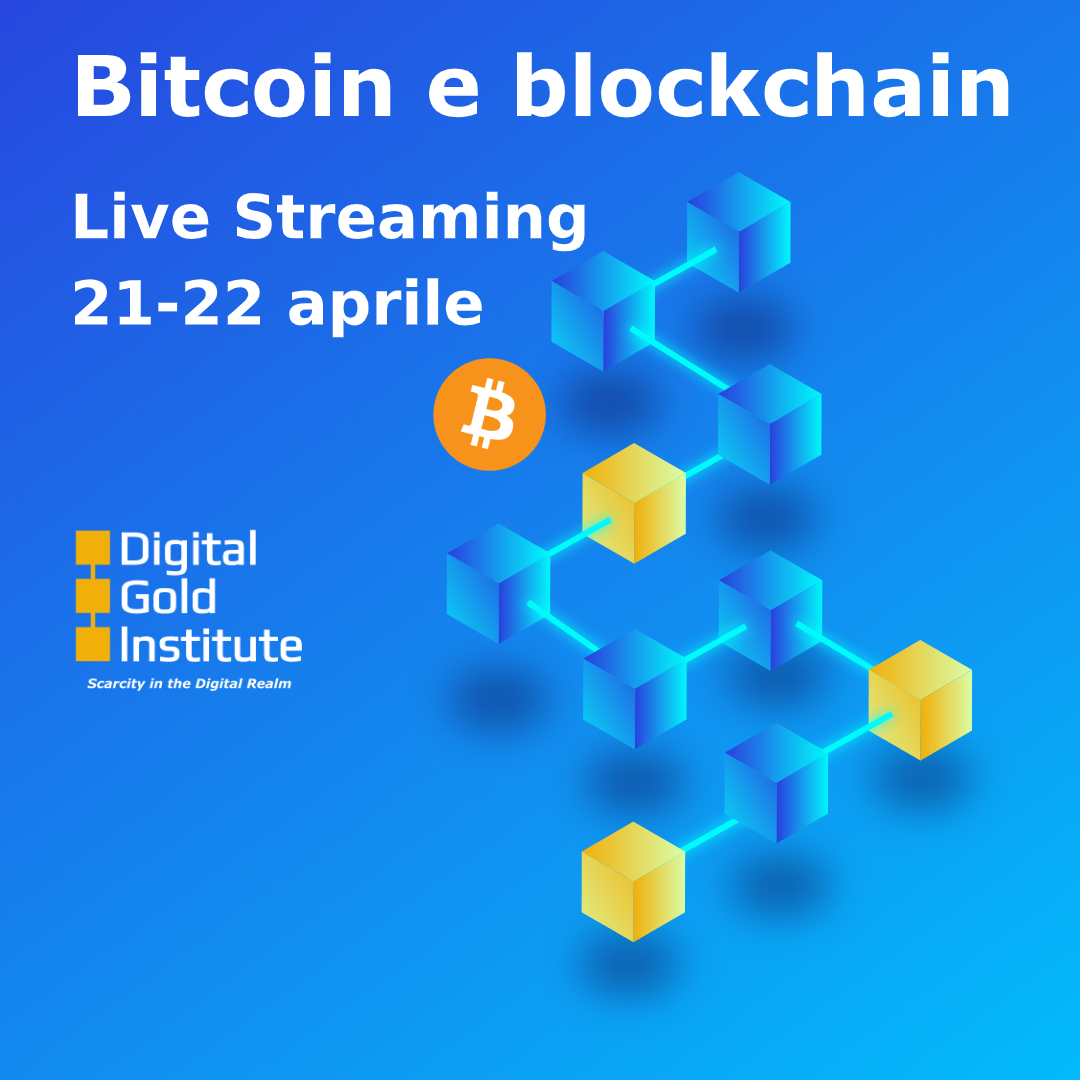 Bitcoin e blockchain
Live Streaming
21-22 aprile
Digital
Gold
Institute
Scarcity in the Digital Realm